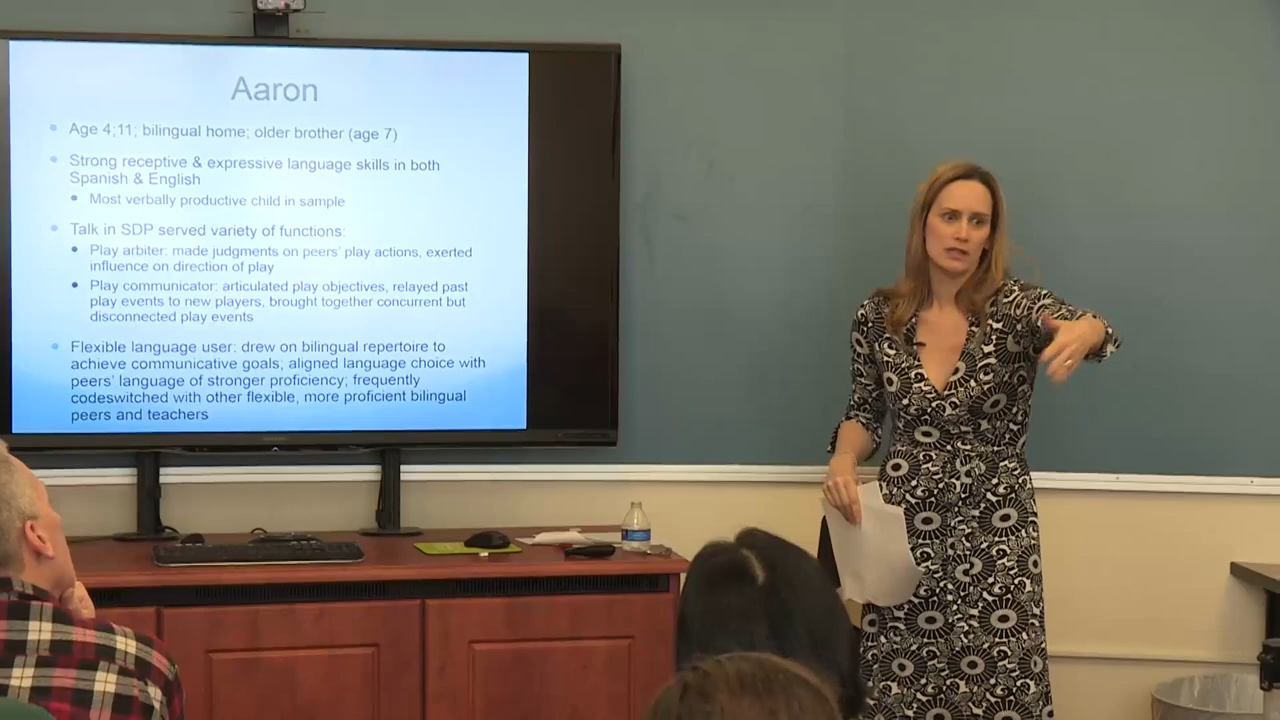 Aaron
Age 4;11; bilingual home; older brother (age 7)
Strong receptive & expressive language skills in both
Spanish & English
Most verbally productive child in sample
Talk in SDP served variety of functions:
Play arbiter: made judgments on peers' play actions, exerted
influence on direction of play
Play communicator: articulated play objectives, relayed past
play events to new players, brought together concurrent but
disconnected play events
Flexible language user: drew on bilingual repertoire to
achieve communicative goals; aligned language choice with
peers' language of stronger proficiency; frequently
codeswitched with other flexible, more proficient bilingual
peers and teachers